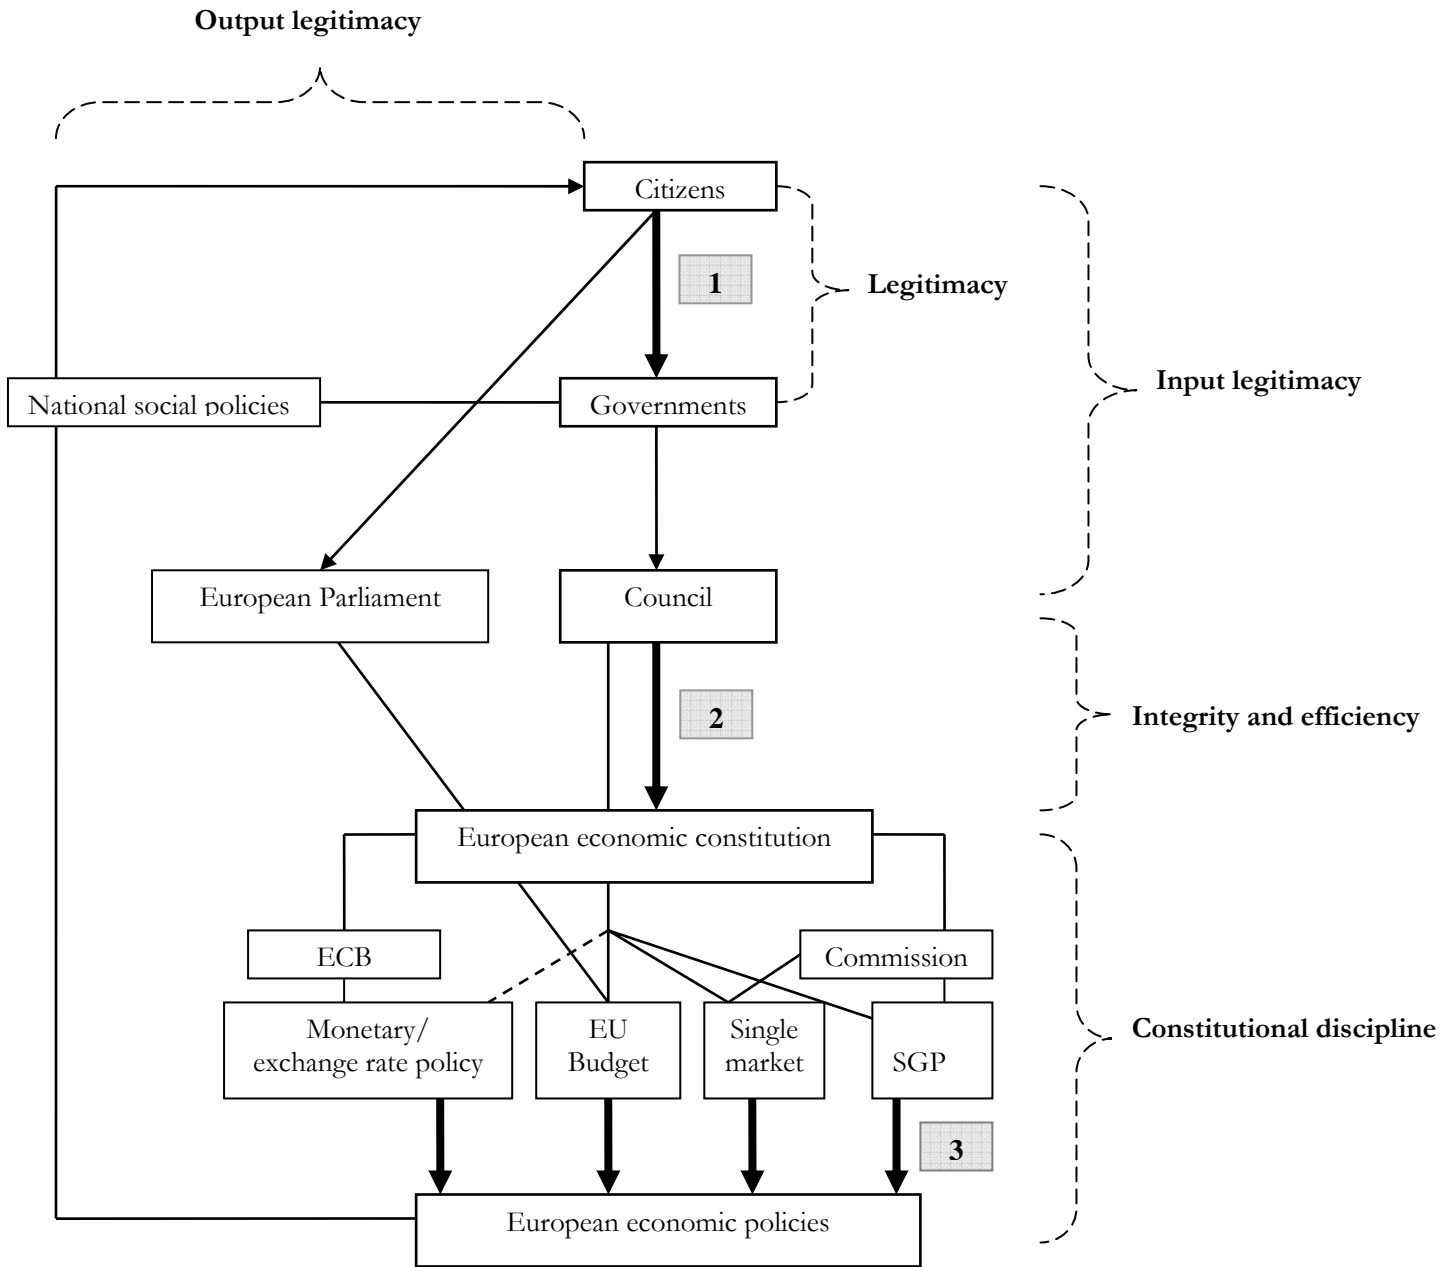 Output legitimacy
Citizens
1
Legitimacy
Input legitimacy
National social policies
Governments
European Parliament
Council
2
Integrity and efficiency
European economic constitution
ECB
Commission
Monetary/
exchange rate policy
EU
Budget
Single
market
SGP
Constitutional discipline
3
European economic policies